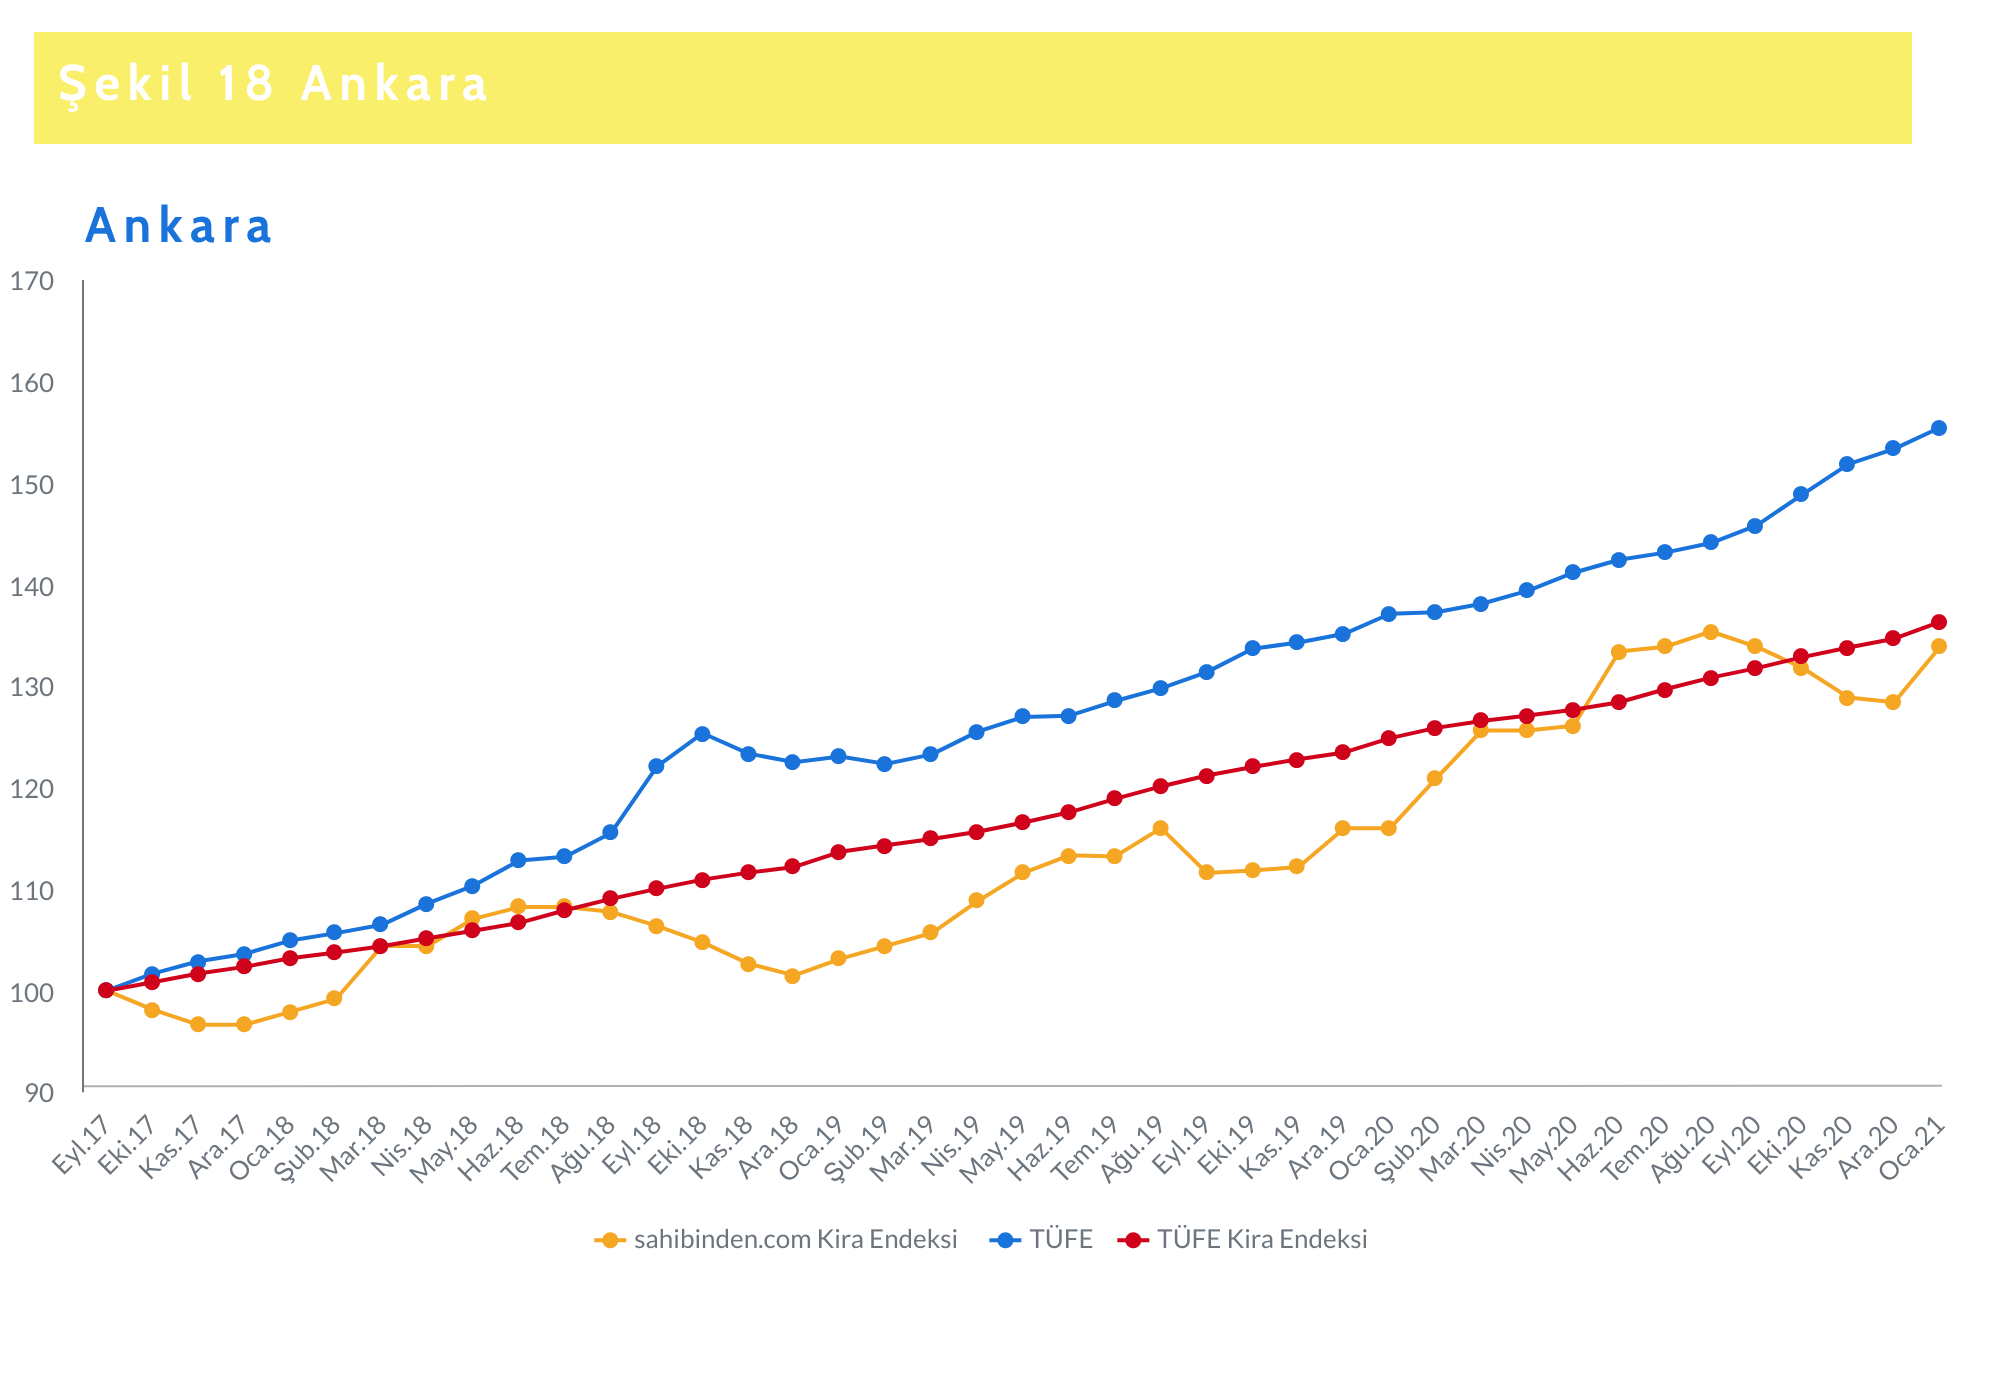 Şekil 18 Ankara
Ankara
170
160
150
140
130
120
110
100
90
Eyl.17 Eki.17 Kas.17 Ara.17 Oca.18 Şub.18 Mar.18 Nis.18 May.18 Haz.18 Tem.18 Ağu.18 Eyl.18 Eki.18 Kas.18 Ara.18 Oca.19 Şub.19 Mar.19 Nis.19 May.19 Haz.19 Tem.19 Ağu.19 Eyl.19 Eki.19 Kas.19 Ara.19 Oca.20 Şub.20 Mar.20 Nis.20 May.20 Haz.20 Tem.20 Ağu.20 Eyl.20 Eki.20 Kas.20 Ara.20 Oca.21
sahibinden.com Kira Endeksi TÜFE TÜFE Kira Endeksi